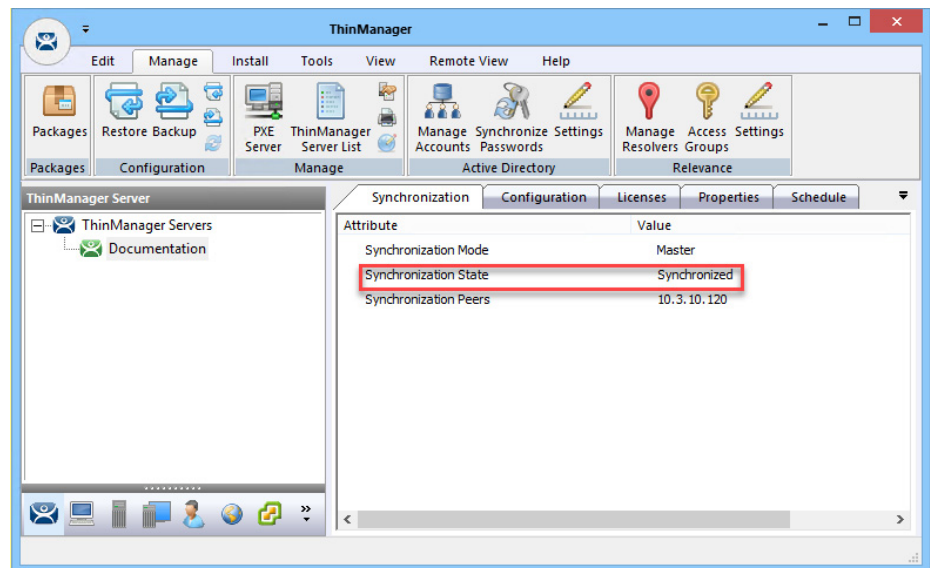 ThinManager
Edit Manage Install Tools View Remote View Help
Packages Restore Backup PXE Server ThinManager Server List Manage Accounts Synchronize Passwords Settings Manage Resolvers Access Groups Settings
Packages Configuration Manage Active Directory Relevance
ThinManager Server
Synchronization Configuration Licenses Properties Schedule
ThinManager Servers
Documentation
Attribute Value
Synchronization Mode Master
Synchronization State Synchronized
Synchronization Peers 10.3.10.120